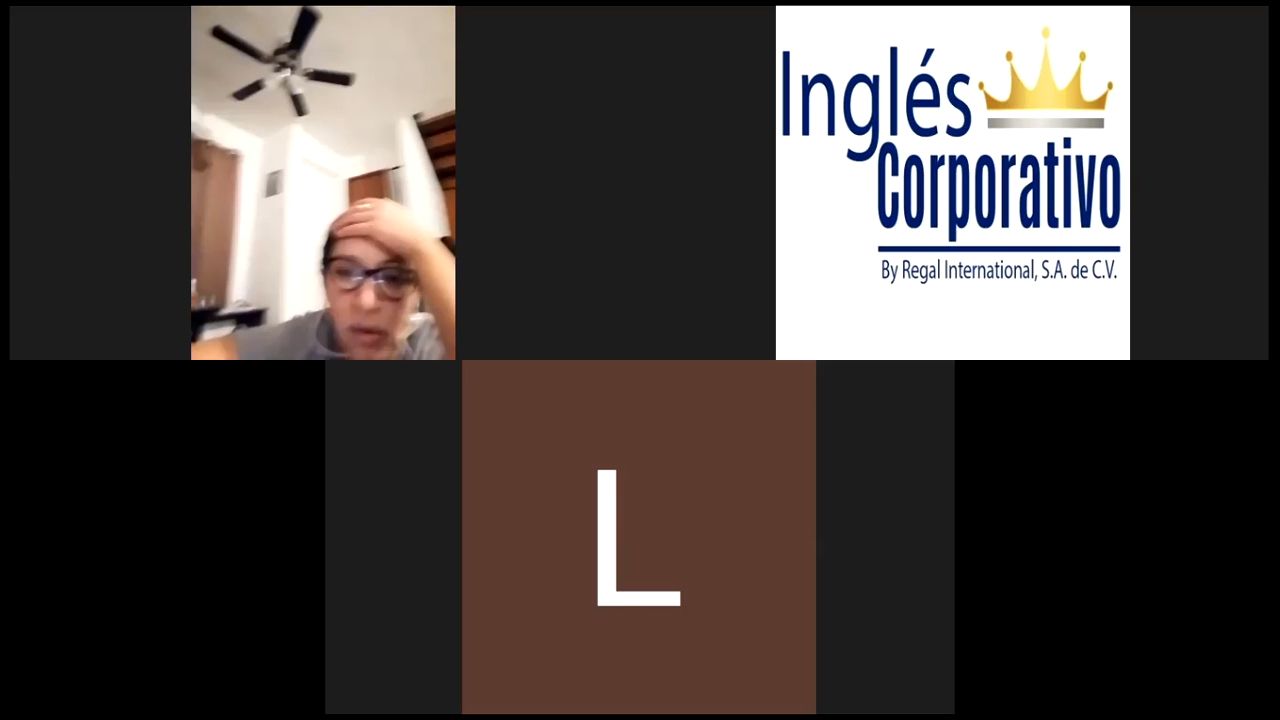 Inglés
Corporativo
By Regal International, S.A. de C.V.
L